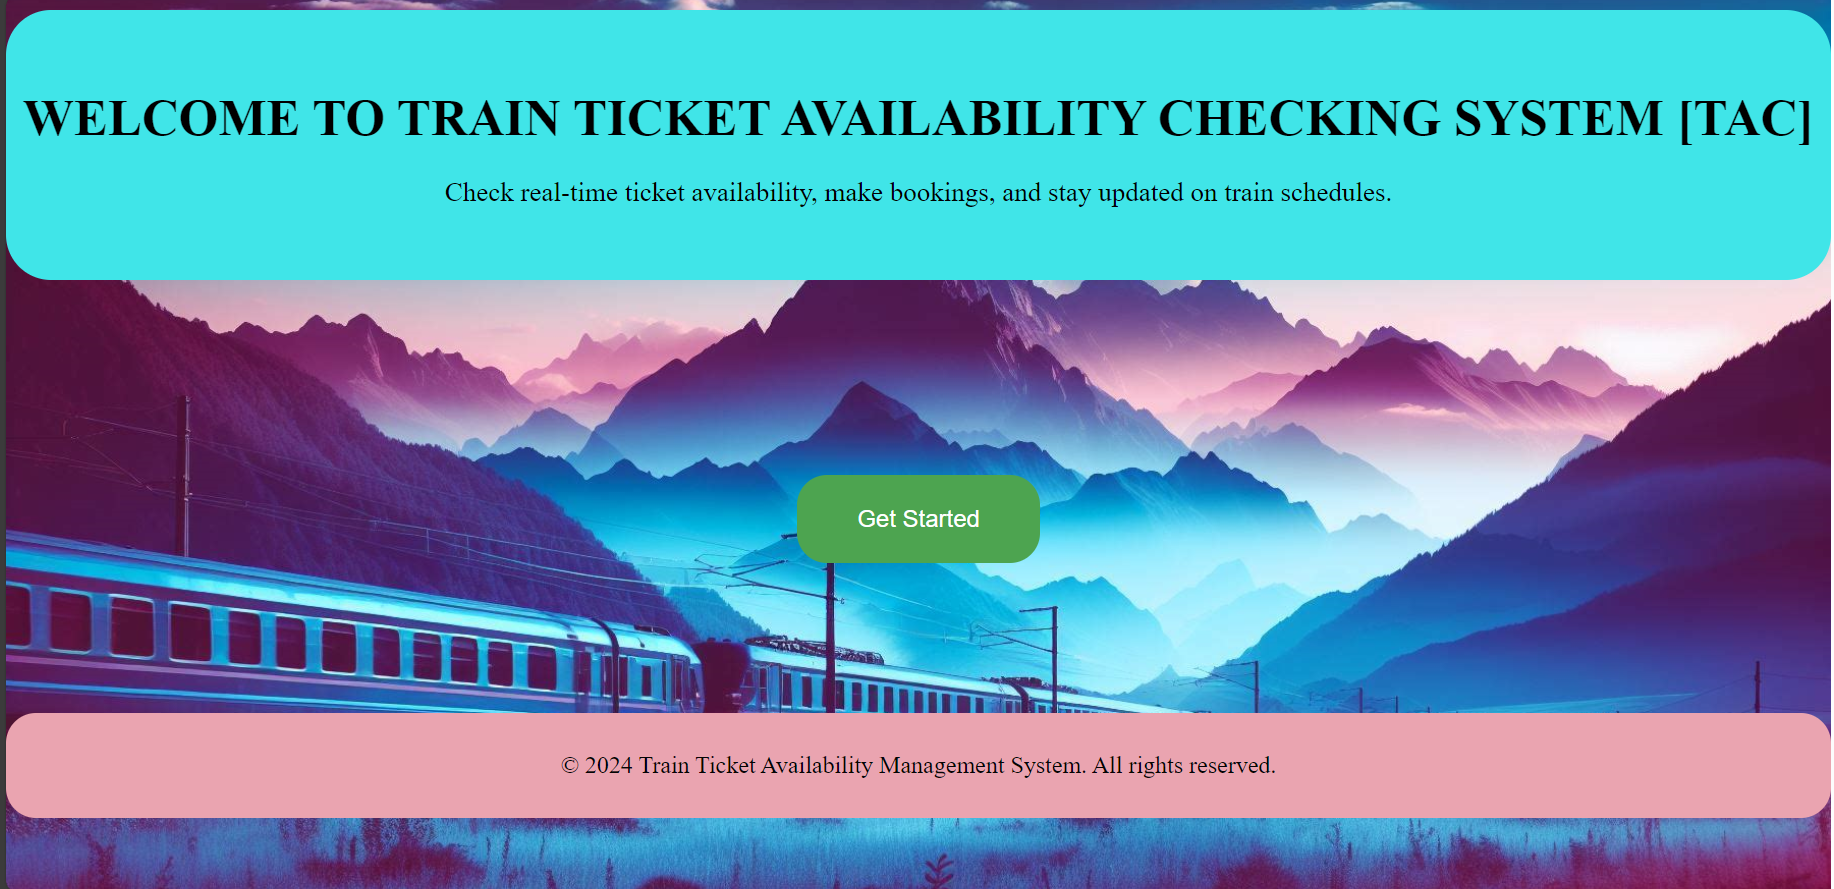 WELCOME TO TRAIN TICKET AVAILABILITY CHECKING SYSTEM [TAC]
Check real-time ticket availability, make bookings, and stay updated on train schedules.
Get Started
© 2024 Train Ticket Availability Management System. All rights reserved.